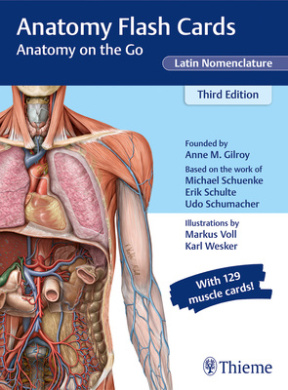 Anatomy Flash Cards
Anatomy on the Go
Latin Nomenclature
Third Edition
Founded by
Anne M. Gilroy
Based on the work of
Michael Schuenke
Erik Schulte
Udo Schumacher
Illustrations by
Markus Voll
Karl Wesker
With 129
muscle cards!
Thieme